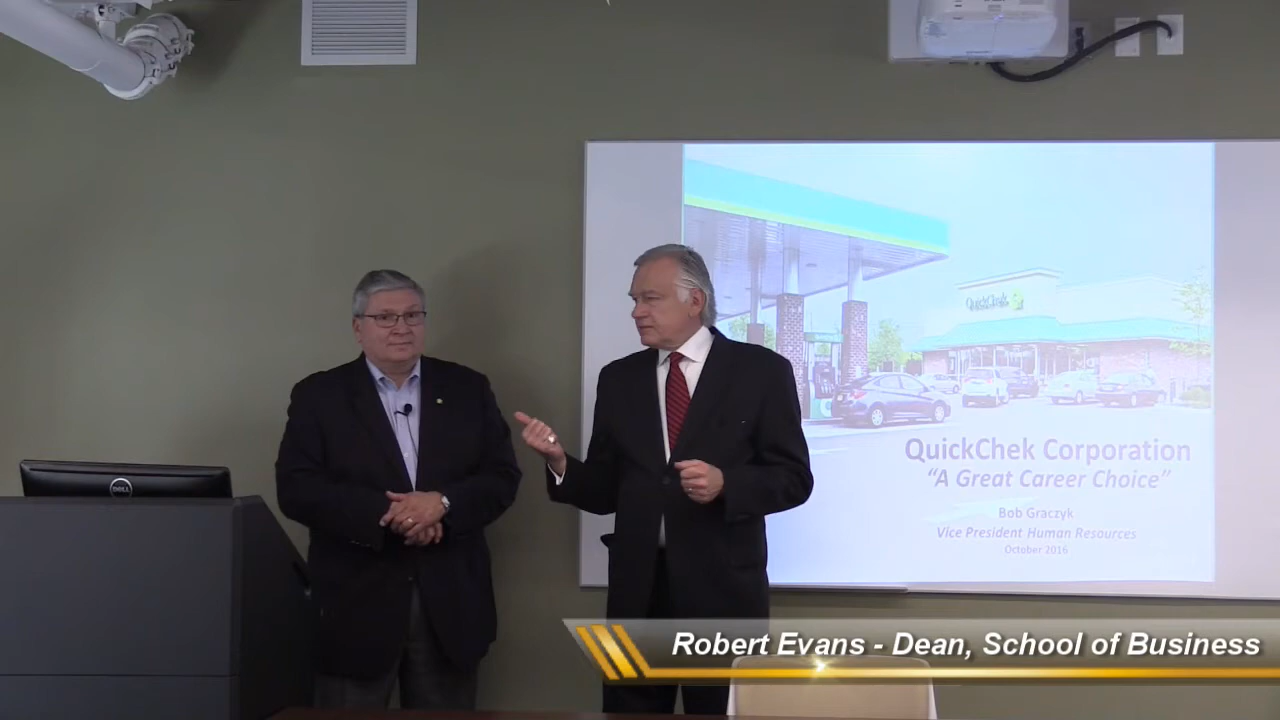 QuickChek
QuickChek Corporation
“A Great Career Choice”
Bob Graczyk
Vice President Human Resources
October 2016
DELL
Robert Evans - Dean, School of Business